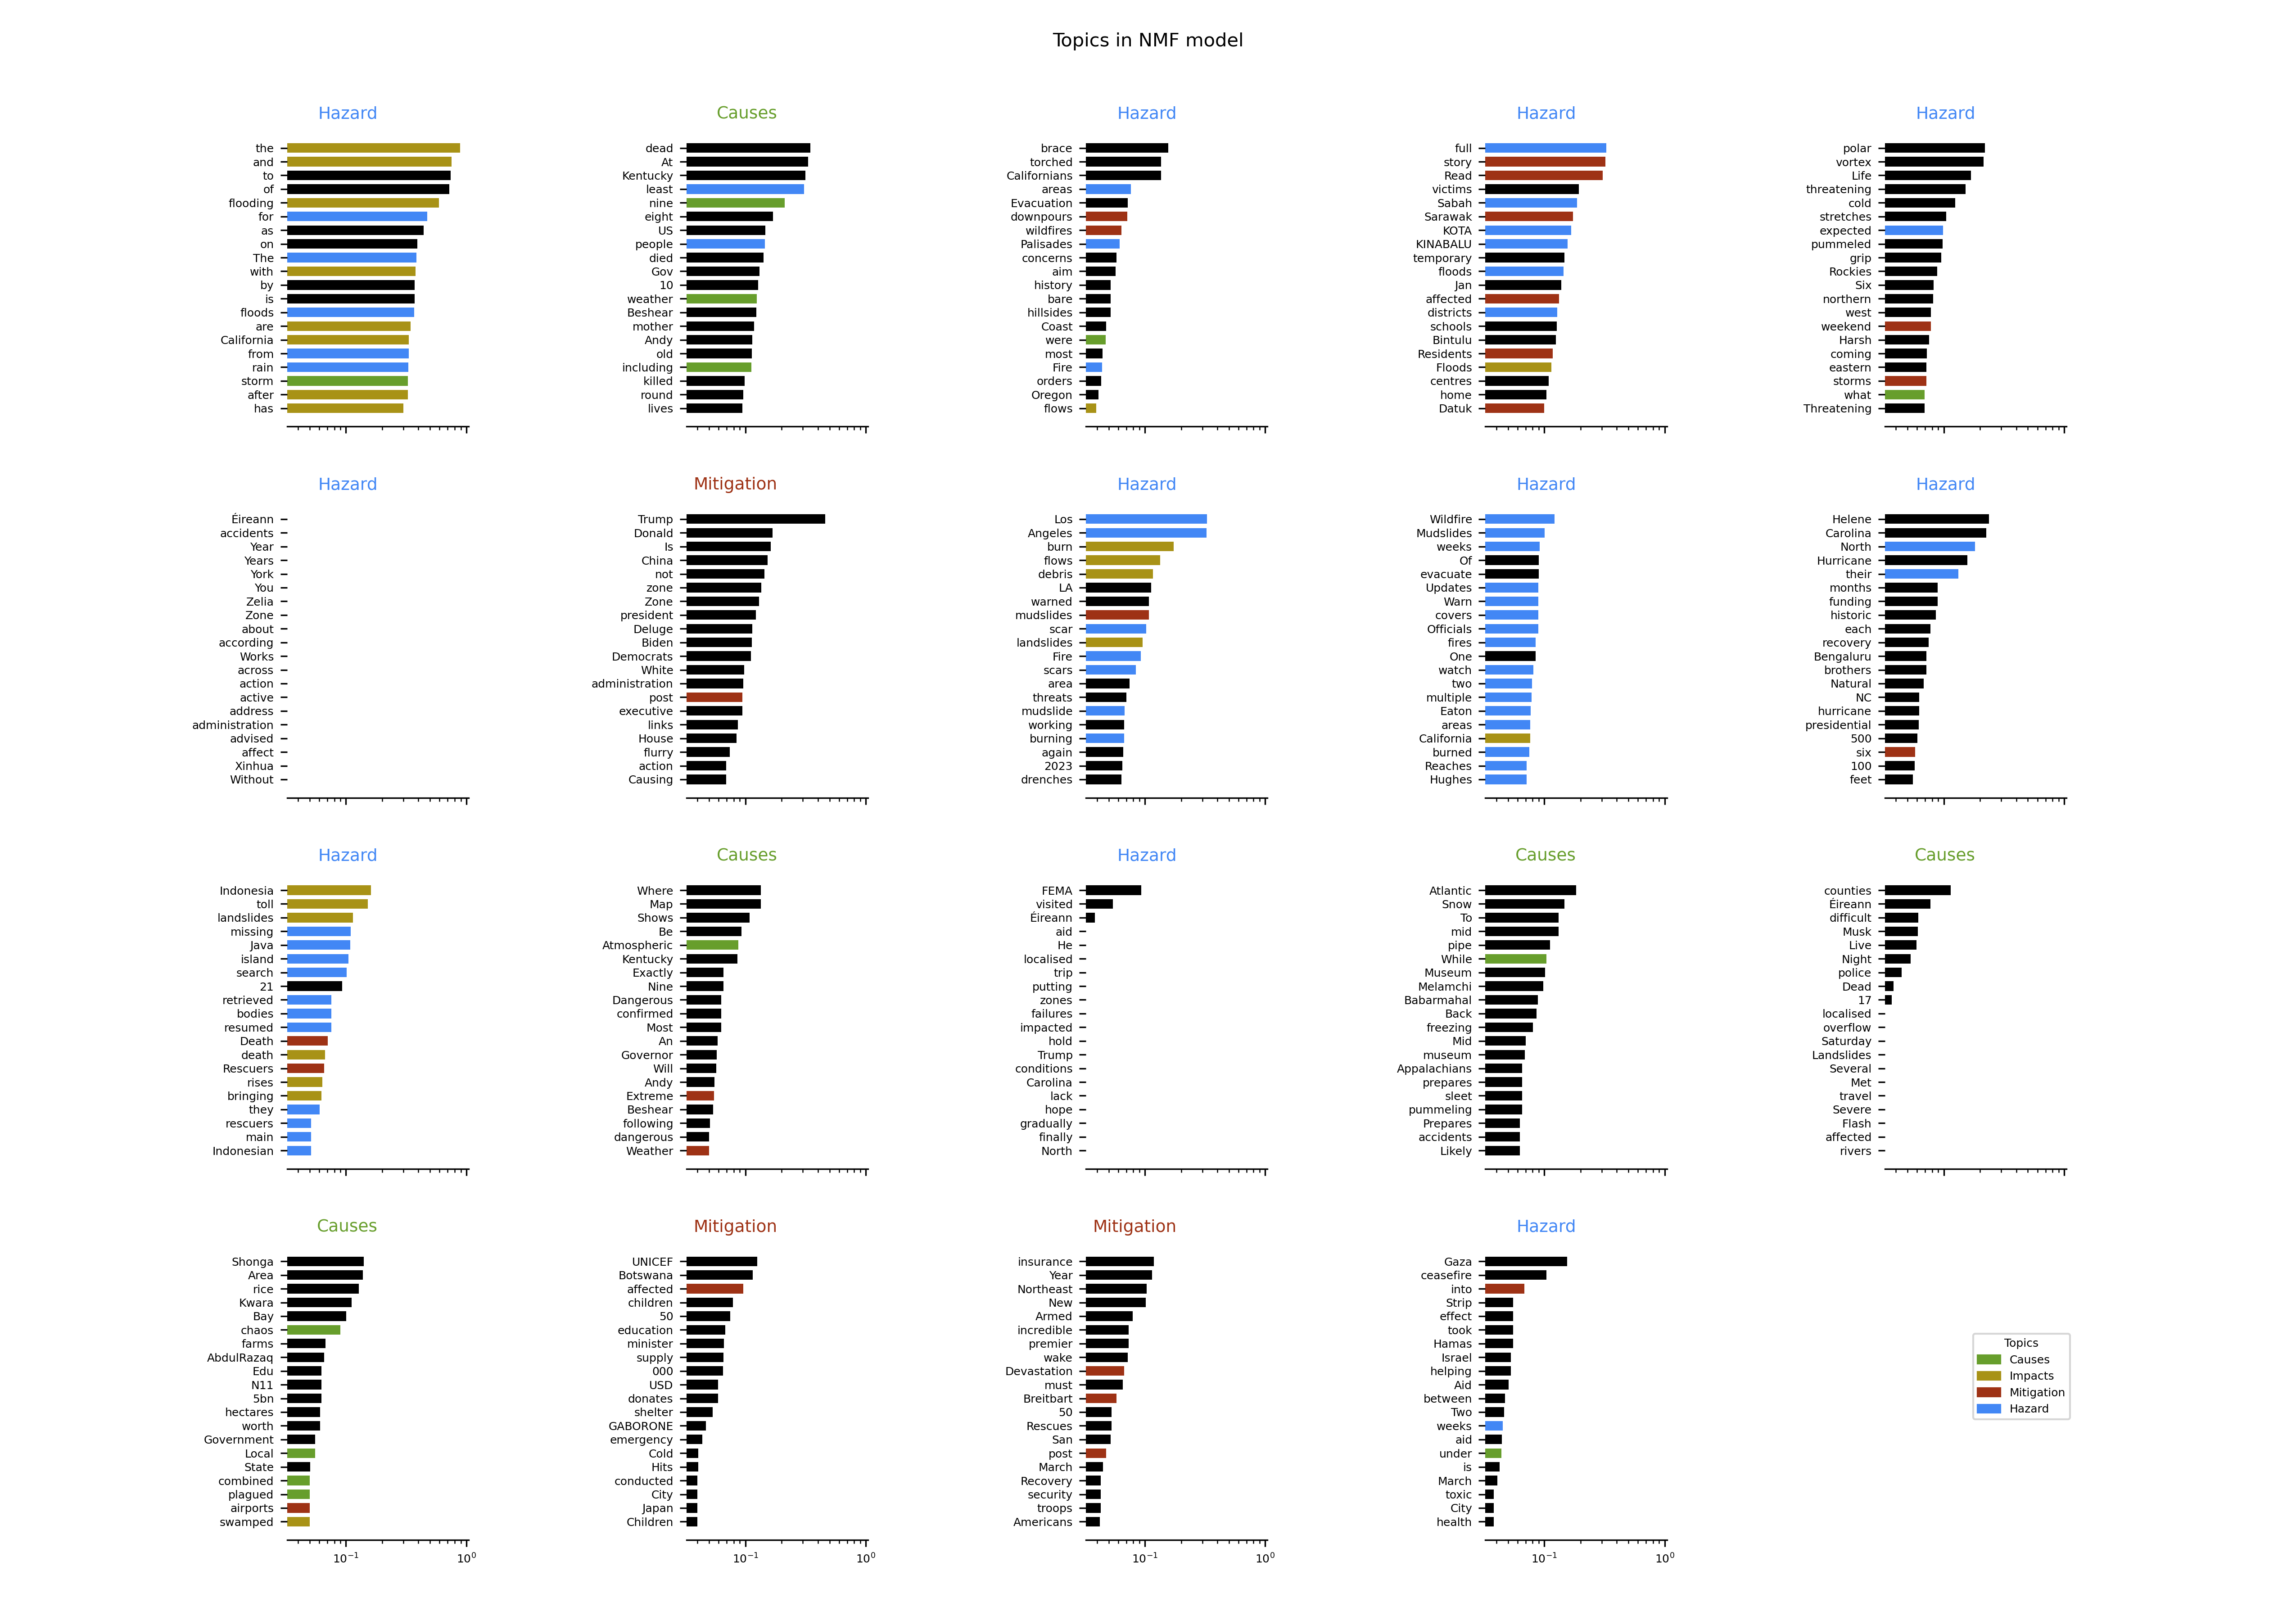 Topics in NMF model
Hazard
the
and
to
of
flooding
for
as
on
The
with
by
is
floods
are
California
from
rain
storm
after
has
Causes
dead
At
Kentucky
least
nine
eight
US
people
died
Gov
10
weather
Beshear
mother
Andy
old
including
killed
round
lives
Hazard
brace
torched
Californians
areas
Evacuation
downpours
wildfires
Palisades
concerns
aim
history
bare
hillsides
Coast
were
most
Fire
orders
Oregon
flows
Hazard
full
story
Read
victims
Sabah
Sarawak
KOTA
KINABALU
temporary
floods
Jan
affected
districts
schools
Bintulu
Residents
Floods
centres
home
Datuk
Hazard
polar
vortex
Life
threatening
cold
stretches
expected
pummeled
grip
Rockies
Six
northern
west
weekend
Harsh
coming
eastern
storms
what
Threatening
Hazard
Éireann
accidents
Year
Years
York
You
Zelia
Zone
about
according
Works
across
action
active
address
administration
advised
affect
Xinhua
Without
Mitigation
Trump
Donald
Is
China
not
zone
Zone
president
Deluge
Biden
Democrats
White
administration
post
executive
links
House
flurry
action
Causing
Hazard
Los
Angeles
burn
flows
debris
LA
warned
mudslides
scar
landslides
Fire
scars
area
threats
mudslide
working
burning
again
2023
drenches
Hazard
Wildfire
Mudslides
weeks
Of
evacuate
Updates
Warn
covers
Officials
fires
One
watch
two
multiple
Eaton
areas
California
burned
Reaches
Hughes
Hazard
Helene
Carolina
North
Hurricane
their
months
funding
historic
each
recovery
Bengaluru
brothers
Natural
NC
hurricane
presidential
500
six
100
feet
Hazard
Indonesia
toll
landslides
missing
Java
island
search
21
retrieved
bodies
resumed
Death
death
Rescuers
rises
bringing
they
rescuers
main
Indonesian
Causes
Where
Map
Shows
Be
Atmospheric
Kentucky
Exactly
Nine
Dangerous
confirmed
Most
An
Governor
Will
Andy
Extreme
Beshear
following
dangerous
Weather
Hazard
FEMA
visited
Éireann
aid
He
localised
trip
putting
zones
failures
impacted
hold
Trump
conditions
Carolina
lack
hope
gradually
finally
North
Causes
Atlantic
Snow
To
mid
pipe
While
Museum
Melamchi
Babarmahal
Back
freezing
Mid
museum
Appalachians
prepares
sleet
pummeling
Prepares
accidents
Likely
Causes
counties
Éireann
difficult
Musk
Live
Night
police
Dead
17
localised
overflow
Saturday
Landslides
Several
Met
travel
Severe
Flash
affected
rivers
Causes
Shonga
Area
rice
Kwara
Bay
chaos
farms
AbdulRazaq
Edu
N11
5bn
hectares
worth
Government
Local
State
combined
plagued
airports
swamped
10⁻¹ 10⁰
Mitigation
UNICEF
Botswana
affected
children
50
education
minister
supply
000
USD
donates
shelter
GABORONE
emergency
Cold
Hits
conducted
City
Japan
Children
10⁻¹ 10⁰
Mitigation
insurance
Year
Northeast
New
Armed
incredible
premier
wake
Devastation
must
Breitbart
50
Rescues
San
post
March
Recovery
security
troops
Americans
10⁻¹ 10⁰
Hazard
Gaza
ceasefire
into
Strip
effect
took
Hamas
Israel
helping
Aid
between
Two
weeks
aid
under
is
March
toxic
City
health
10⁻¹ 10⁰
Topics
Causes
Impacts
Mitigation
Hazard